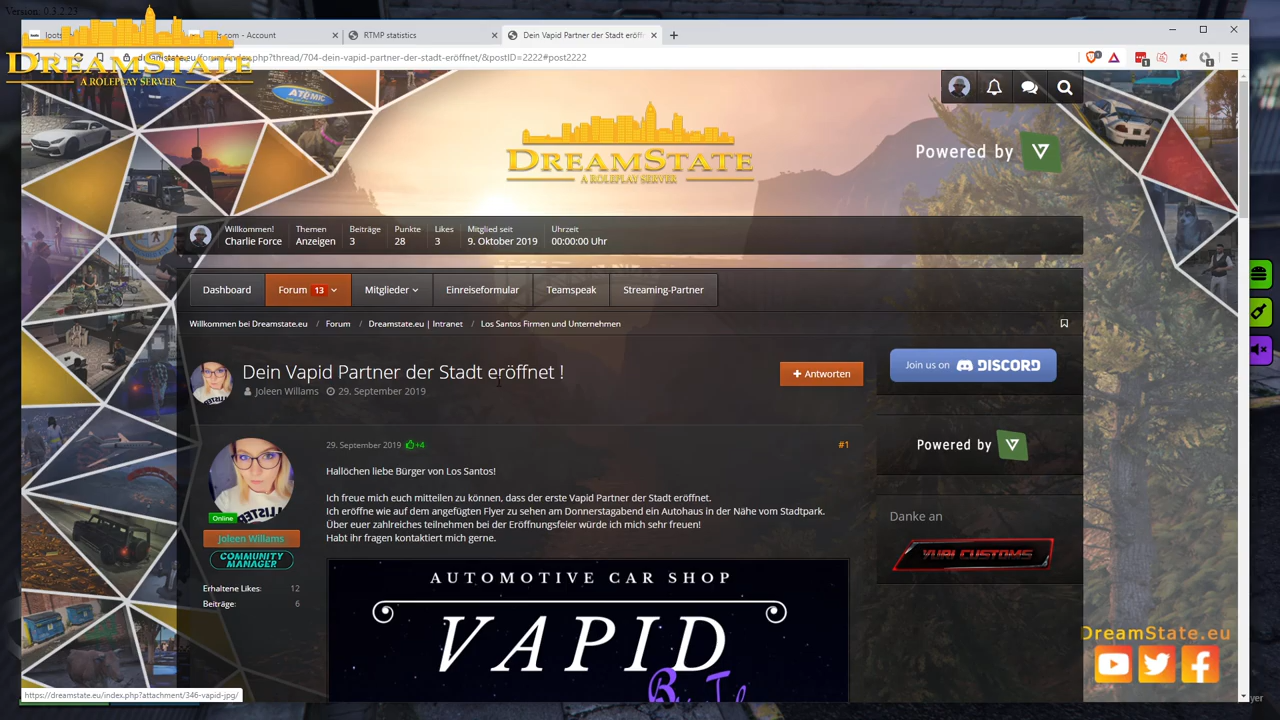 Version: 0.3.2.23
RTMP statistics
Dein Vapid Partner der Stadt eröff
dreamstate.eu/forum/index.php?thread/704-dein-vapid-partner-der-stadt-eröffnet/&postID=2222#post2222
DREAMSTATE
A ROLEPLAY SERVER
DREAMSTATE
A ROLEPLAY SERVER
Powered by
Willkommen! Themen Beiträge Punkte Likes Mitglied seit Uhrzeit
Charlie Force Anzeigen 3 28 3 9. Oktober 2019 00:00:00 Uhr
Dashboard Forum 13 Mitglieder Einreiseformular Teamspeak Streaming-Partner
Willkommen bei Dreamstate.eu / Forum / Dreamstate.eu | Intranet / Los Santos Firmen und Unternehmen
Dein Vapid Partner der Stadt eröffnet !
Joleen Willams 29. September 2019
+ Antworten
Join us on DISCORD
29. September 2019 +4 #1
Powered by
Hallöchen liebe Bürger von Los Santos!
Ich freue mich euch mitteilen zu können, dass der erste Vapid Partner der Stadt eröffnet.
Ich eröffne wie auf dem angefügten Flyer zu sehen am Donnerstagabend ein Autohaus in der Nähe vom Stadtpark.
Über euer zahlreiches teilnehmen bei der Eröffnungsfeier würde ich mich sehr freuen!
Habt ihr fragen kontaktiert mich gerne.
Online
Joleen Willams
COMMUNITY
MANAGER
Erhaltene Likes: 12
Beiträge: 6
Danke an
YURI CUSTOMS
AUTOMOTIVE CAR SHOP
VAPID
DreamState.eu
https://dreamstate.eu/index.php?attachment/346-vapid-jpg/